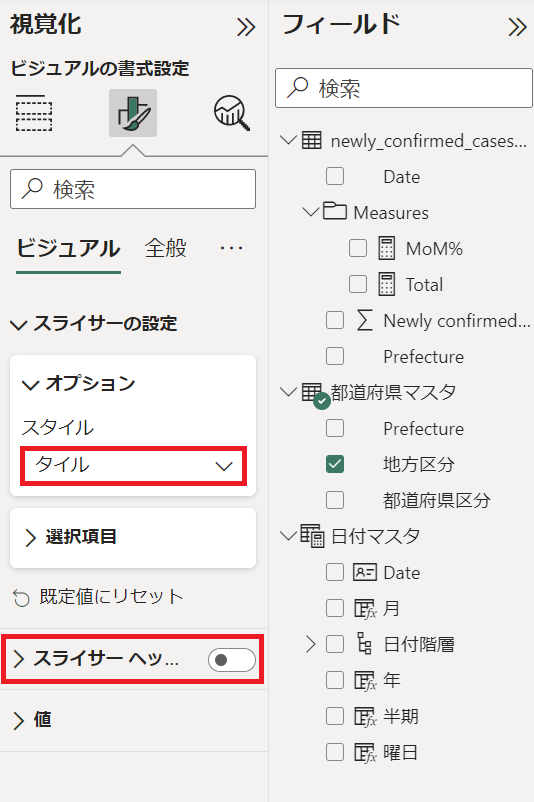 視覚化
ビジュアルの書式設定
検索
ビジュアル 全般 ...
スライサーの設定
オプション
スタイル
タイル
選択項目
既定値にリセット
スライサー ヘッ...
値
フィールド
検索
newly_confirmed_cases...
Date
Measures
MoM%
Total
Newly confirmed...
Prefecture
都道府県マスタ
Prefecture
地方区分
都道府県区分
日付マスタ
Date
月
日付階層
年
半期
曜日